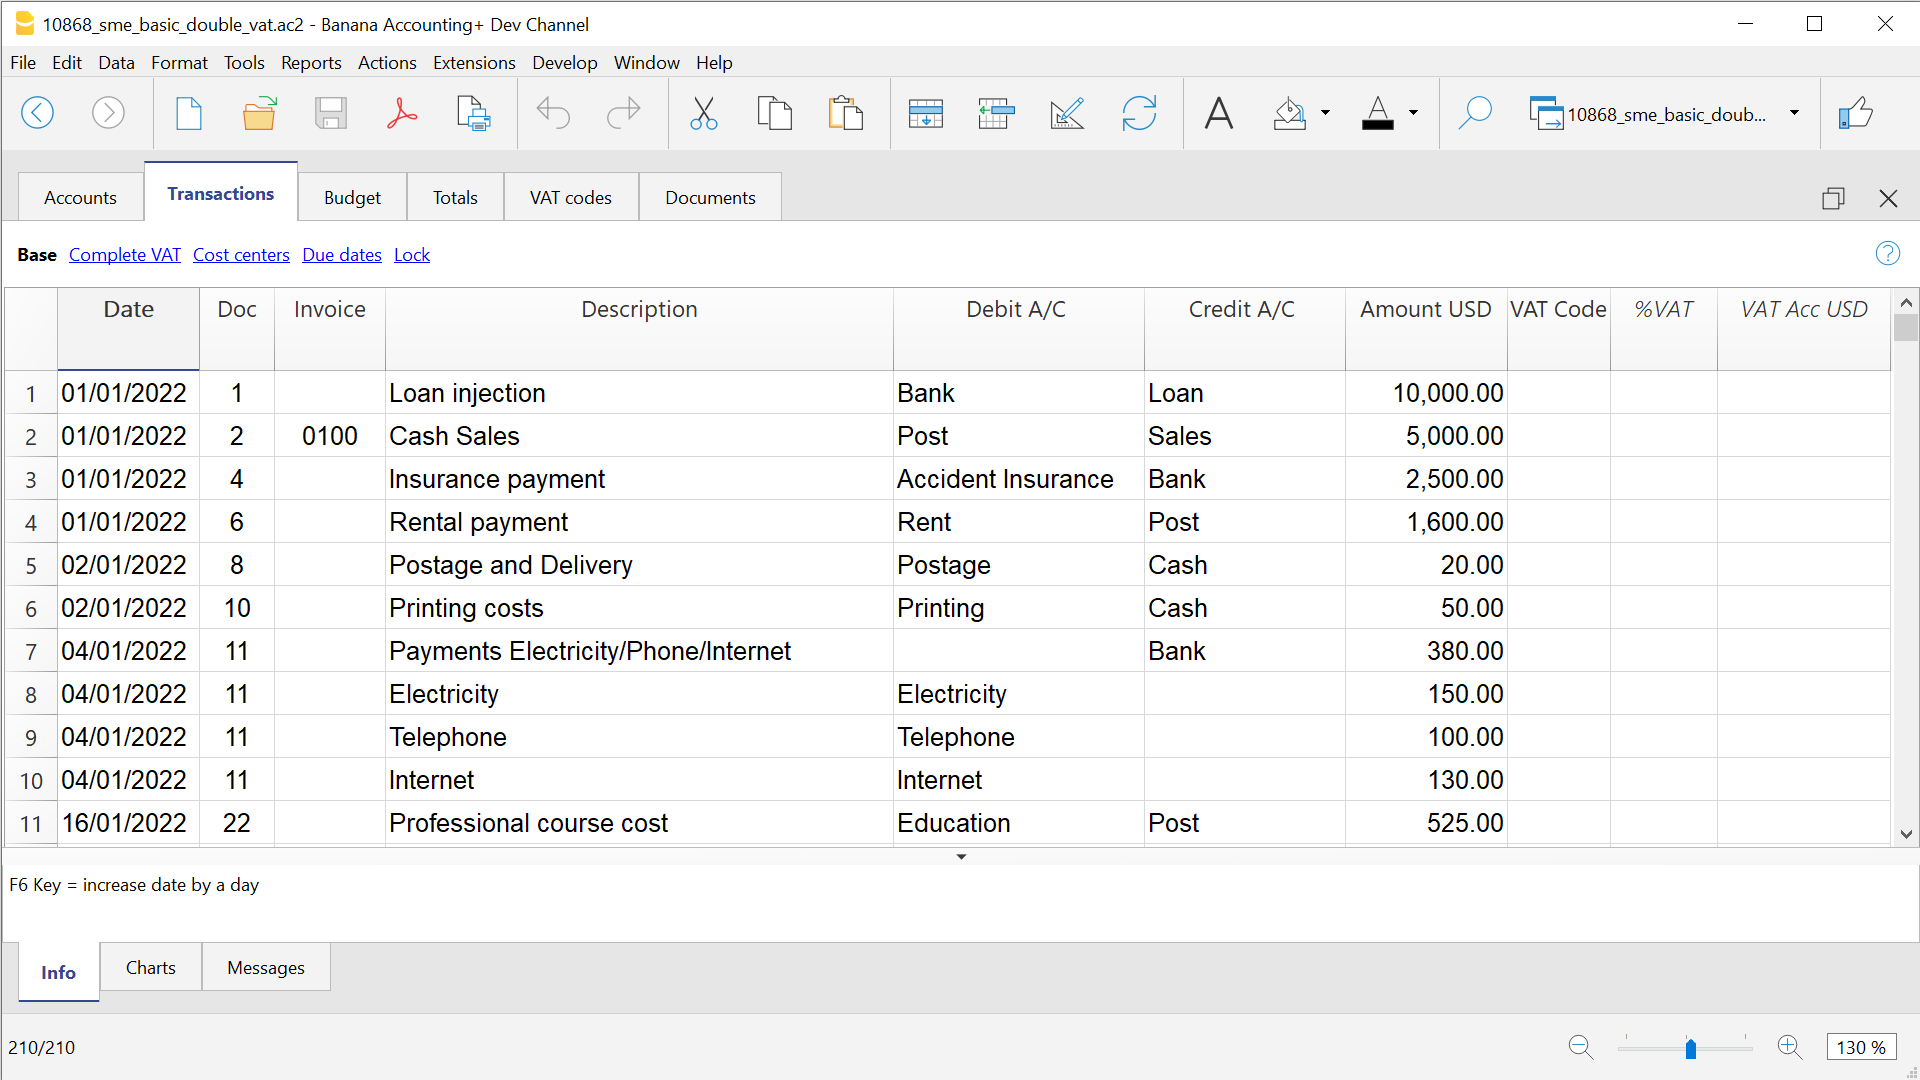 10868_sme_basic_double_vat.ac2 - Banana Accounting+ Dev Channel
File Edit Data Format Tools Reports Actions Extensions Develop Window Help
10868_sme_basic_doub...
Accounts Transactions Budget Totals VAT codes Documents
Base Complete VAT Cost centers Due dates Lock
Date Doc Invoice Description Debit A/C Credit A/C Amount USD VAT Code %VAT VAT Acc USD
1 01/01/2022 1 Loan injection Bank Loan 10,000.00
2 01/01/2022 2 0100 Cash Sales Post Sales 5,000.00
3 01/01/2022 4 Insurance payment Accident Insurance Bank 2,500.00
4 01/01/2022 6 Rental payment Rent Post 1,600.00
5 02/01/2022 8 Postage and Delivery Postage Cash 20.00
6 02/01/2022 10 Printing costs Printing Cash 50.00
7 04/01/2022 11 Payments Electricity/Phone/Internet Bank 380.00
8 04/01/2022 11 Electricity Electricity 150.00
9 04/01/2022 11 Telephone Telephone 100.00
10 04/01/2022 11 Internet Internet 130.00
11 16/01/2022 22 Professional course cost Education Post 525.00
F6 Key = increase date by a day
Info Charts Messages
210/210
130 %